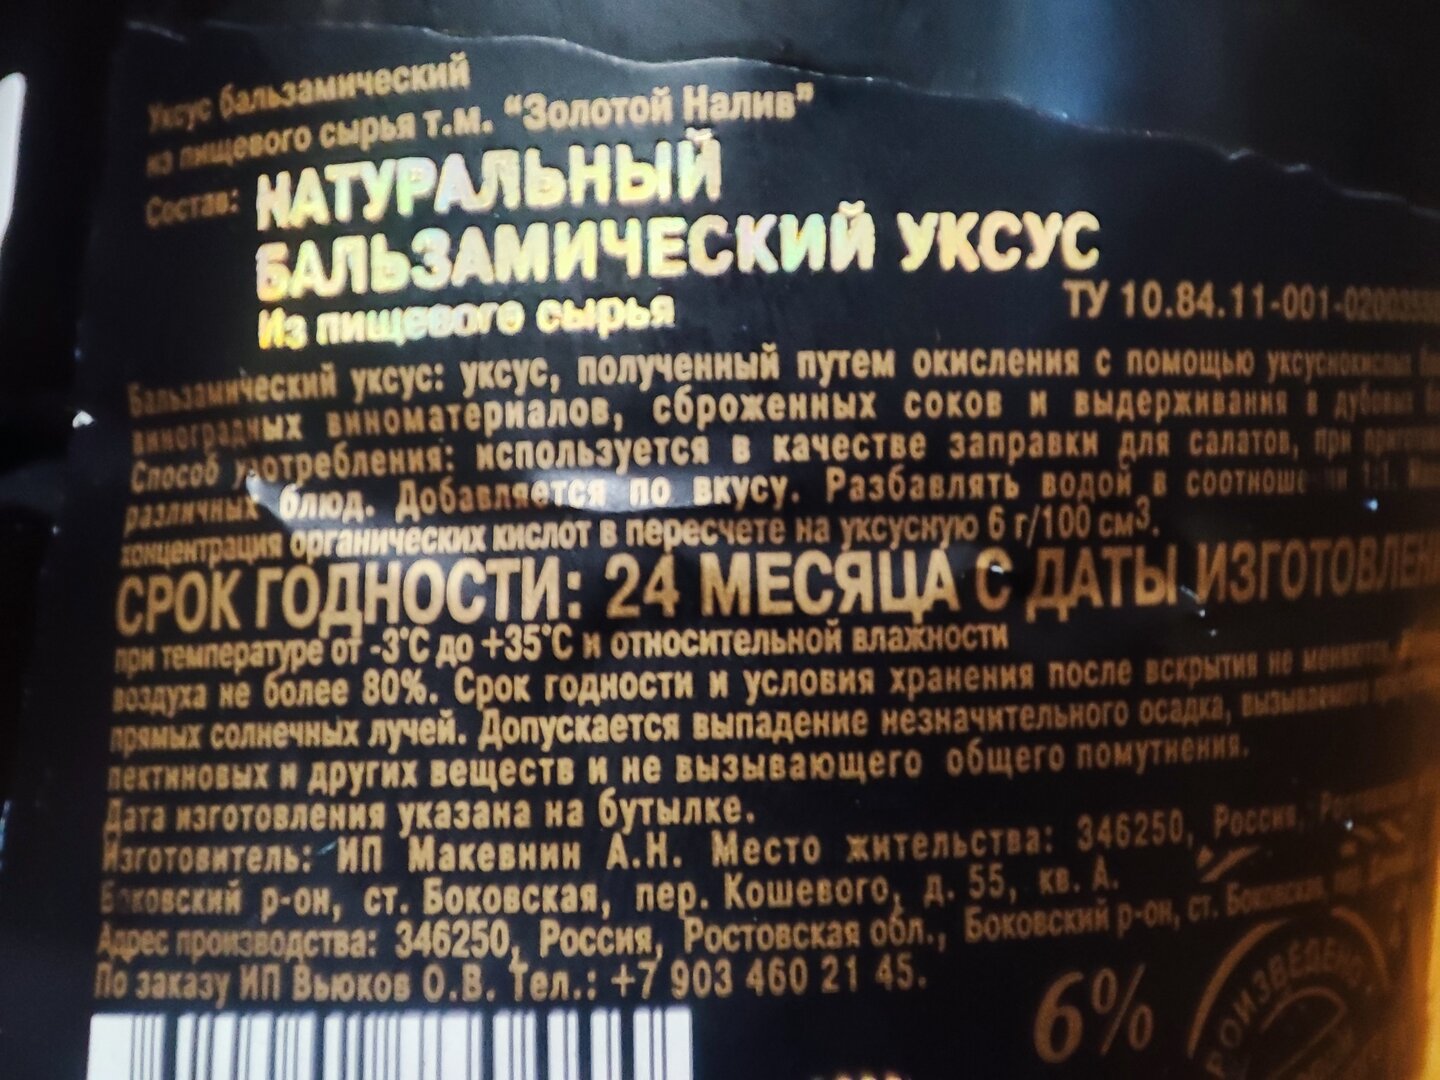 Уксус бальзамический
из пищевого сырья т.м. "Золотой Налив"
Состав: НАТУРАЛЬНЫЙ
БАЛЬЗАМИЧЕСКИЙ УКСУС
Из пищевого сырья
ТУ 10.84.11-001-
Бальзамический уксус: уксус, полученный путем окисления с помощью
виноградных виноматериалов, сброженных соков и выдерживания в
Способ употребления: используется в качестве заправки для салатов, при
различных блюд. Добавляется по вкусу. Разбавлять водой в 1:1.
концентрация органических кислот в пересчете на уксусную 6 г/100 см³.
СРОК ГОДНОСТИ: 24 МЕСЯЦА С ДАТЫ
при температуре от -3°С до +35°С и относительной влажности
воздуха не более 80%. Срок годности и условия хранения после вскрытия не
прямых солнечных лучей. Допускается выпадение незначительного осадка,
пектиновых и других веществ и не вызывающего общего помутнения.
Дата изготовления указана на бутылке.
Изготовитель: ИП Макевнин А.Н. Место жительства: 346250, Россия,
Боковский р-он, ст. Боковская, пер. Кошевого, д. 55, кв. А.
Адрес производства: 346250, Россия, Ростовская обл., Боковский р-он, ст.
По заказу ИП Вьюков О.В. Тел.: +7 903 460 21 45.
6%